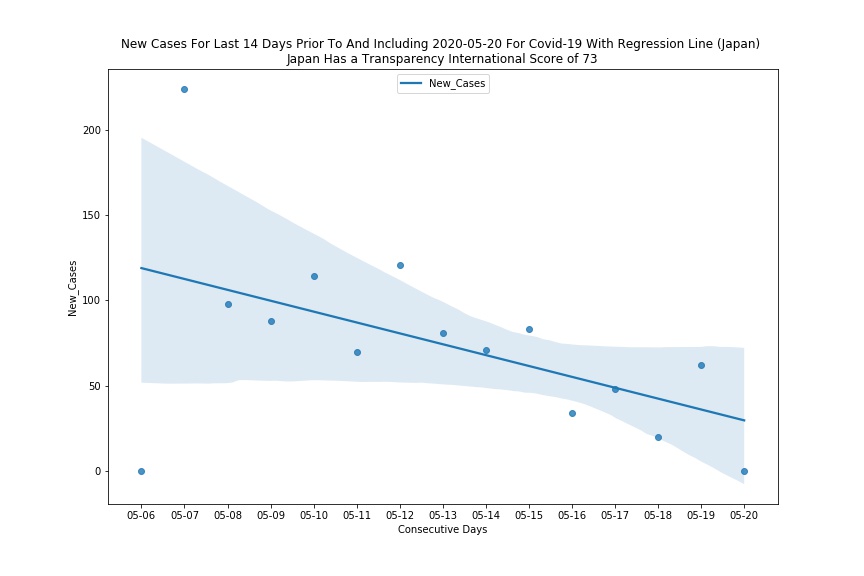 New Cases For Last 14 Days Prior To And Including 2020-05-20 For Covid-19 With Regression Line (Japan)
Japan Has a Transparency International Score of 73
New_Cases
200
150
100
50
0
New_Cases
05-06 05-07 05-08 05-09 05-10 05-11 05-12 05-13 05-14 05-15 05-16 05-17 05-18 05-19 05-20
Consecutive Days